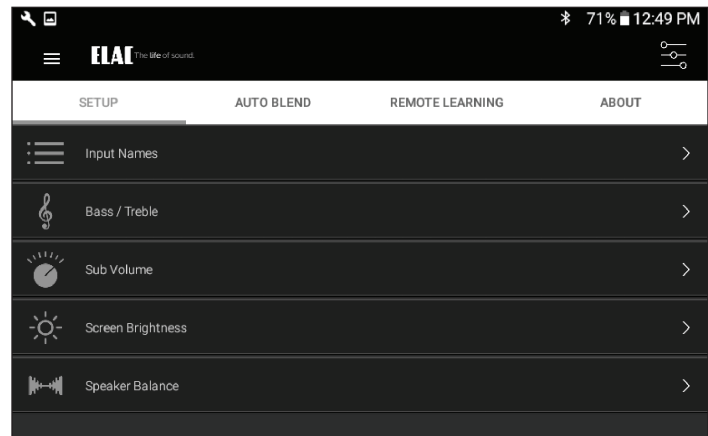 71% 12:49 PM
ELAC The life of sound.
SETUP AUTO BLEND REMOTE LEARNING ABOUT
Input Names
Bass / Treble
Sub Volume
Screen Brightness
Speaker Balance